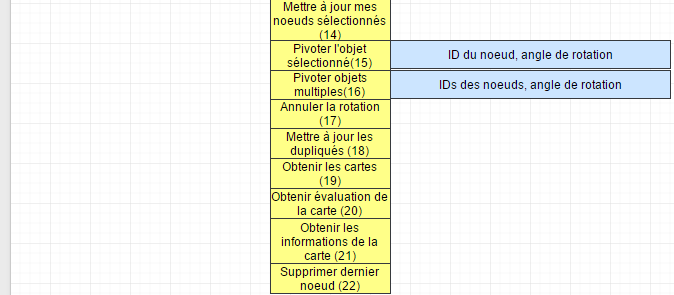 Mettre à jour mes
noeuds sélectionnés
(14)
Pivoter l'objet
sélectionné(15)
ID du noeud, angle de rotation
Pivoter objets
multiples(16)
IDs des noeuds, angle de rotation
Annuler la rotation
(17)
Mettre à jour les
dupliqués (18)
Obtenir les cartes
(19)
Obtenir évaluation de
la carte (20)
Obtenir les
informations de la
carte (21)
Supprimer dernier
noeud (22)